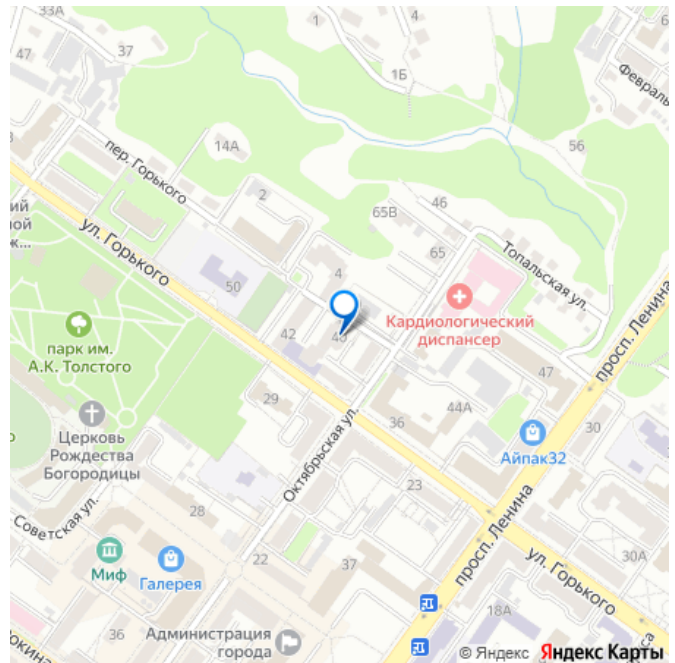 33А
1
4
47
37
1Б
Февраль
14А
56
пер. Горького
2
ий
ной
ж...
ул. Горького
65В
46
65
Топальская ул.
50
4
Кардиологический
диспансер
просп. Ленина
парк им.
А.К. Толстого
42
40
47
29
36
44А
30
Церковь
Рождества
Богородицы
Октябрьская ул.
Айпак32
23
Советская ул.
28
просп. Ленина
ул. Горького
22
37
30А
Миф
Галерея
18А
36
Администрация
города
© Яндекс Яндекс Карты